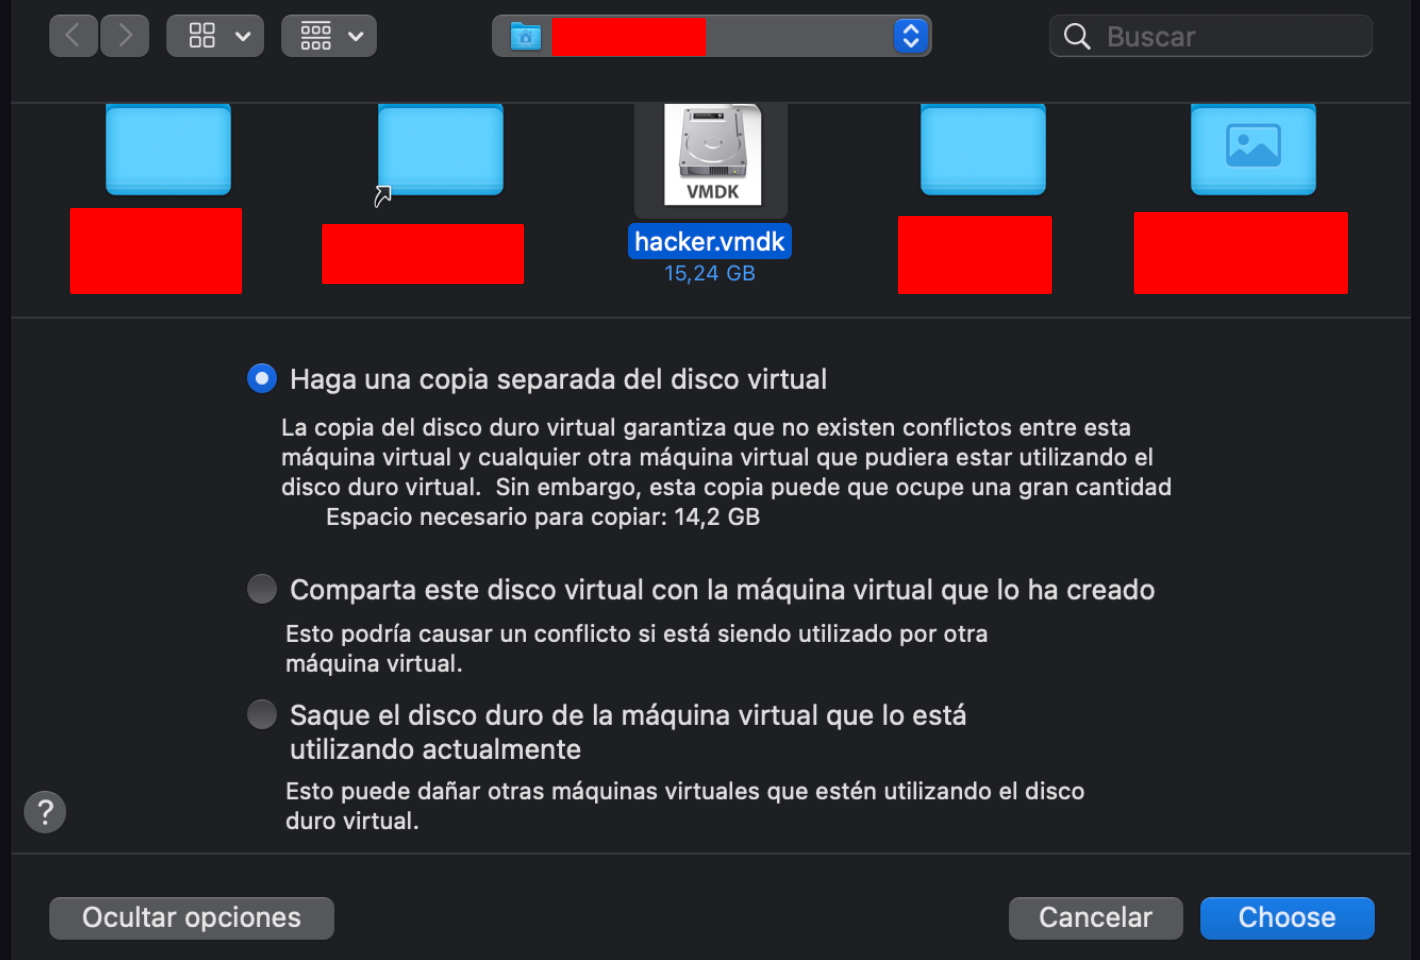 Buscar
VMDK
hacker.vmdk
15,24 GB
Haga una copia separada del disco virtual
La copia del disco duro virtual garantiza que no existen conflictos entre esta
máquina virtual y cualquier otra máquina virtual que pudiera estar utilizando el
disco duro virtual.  Sin embargo, esta copia puede que ocupe una gran cantidad
Espacio necesario para copiar: 14,2 GB
Comparta este disco virtual con la máquina virtual que lo ha creado
Esto podría causar un conflicto si está siendo utilizado por otra
máquina virtual.
Saque el disco duro de la máquina virtual que lo está
utilizando actualmente
Esto puede dañar otras máquinas virtuales que estén utilizando el disco
duro virtual.
?
Ocultar opciones
Cancelar
Choose